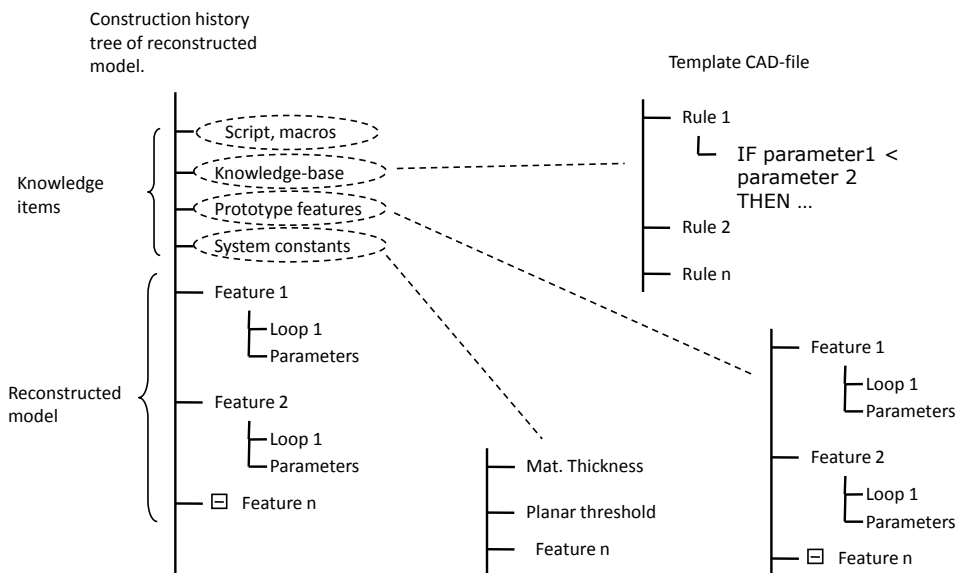 Construction history
tree of reconstructed
model.
Knowledge
items
Script, macros
Knowledge-base
Prototype features
System constants
Reconstructed
model
Feature 1
Loop 1
Parameters
Feature 2
Loop 1
Parameters
Feature n
Template CAD-file
Rule 1
IF parameter1 <
parameter 2
THEN ...
Rule 2
Rule n
Mat. Thickness
Planar threshold
Feature n
Feature 1
Loop 1
Parameters
Feature 2
Loop 1
Parameters
Feature n